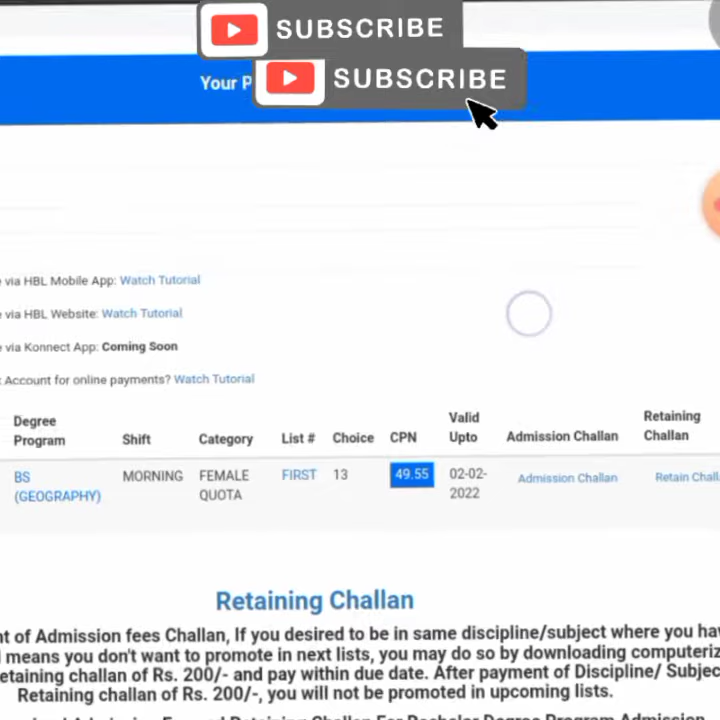 SUBSCRIBE
SUBSCRIBE
Your P
via HBL Mobile App: Watch Tutorial
via HBL Website: Watch Tutorial
via Konnect App: Coming Soon
Account for online payments? Watch Tutorial
Degree Program Shift Category List # Choice CPN Valid Upto Admission Challan Retaining Challan
BS (GEOGRAPHY) MORNING FEMALE QUOTA FIRST 13 49.55 02-02-2022 Admission Challan Retain Chall
Retaining Challan
of Admission fees Challan, If you desired to be in same discipline/subject where you
means you don't want to promote in next lists, you may do so by downloading
challan of Rs. 200/- and pay within due date. After payment of Discipline/
Retaining challan of Rs. 200/-, you will not be promoted in upcoming lists.